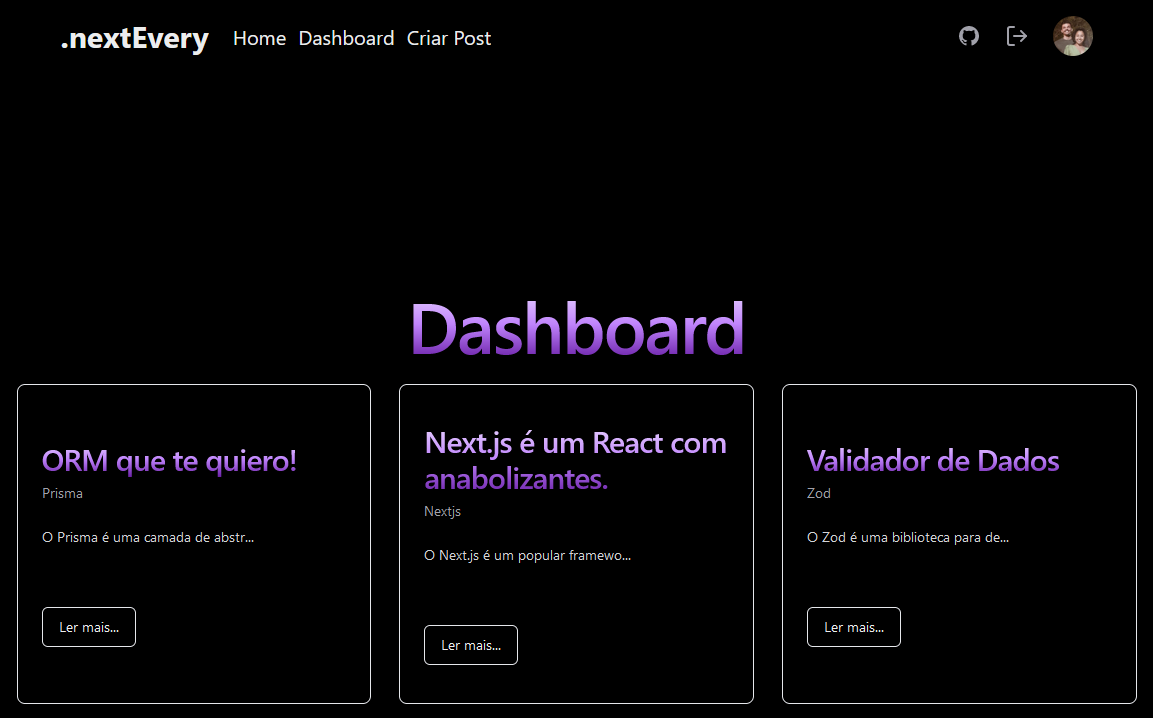 .nextEvery Home Dashboard Criar Post
Dashboard
ORM que te quiero!
Prisma
O Prisma é uma camada de abstr...
Ler mais...
Next.js é um React com
anabolizantes.
Nextjs
O Next.js é um popular framewo...
Ler mais...
Validador de Dados
Zod
O Zod é uma biblioteca para de...
Ler mais...